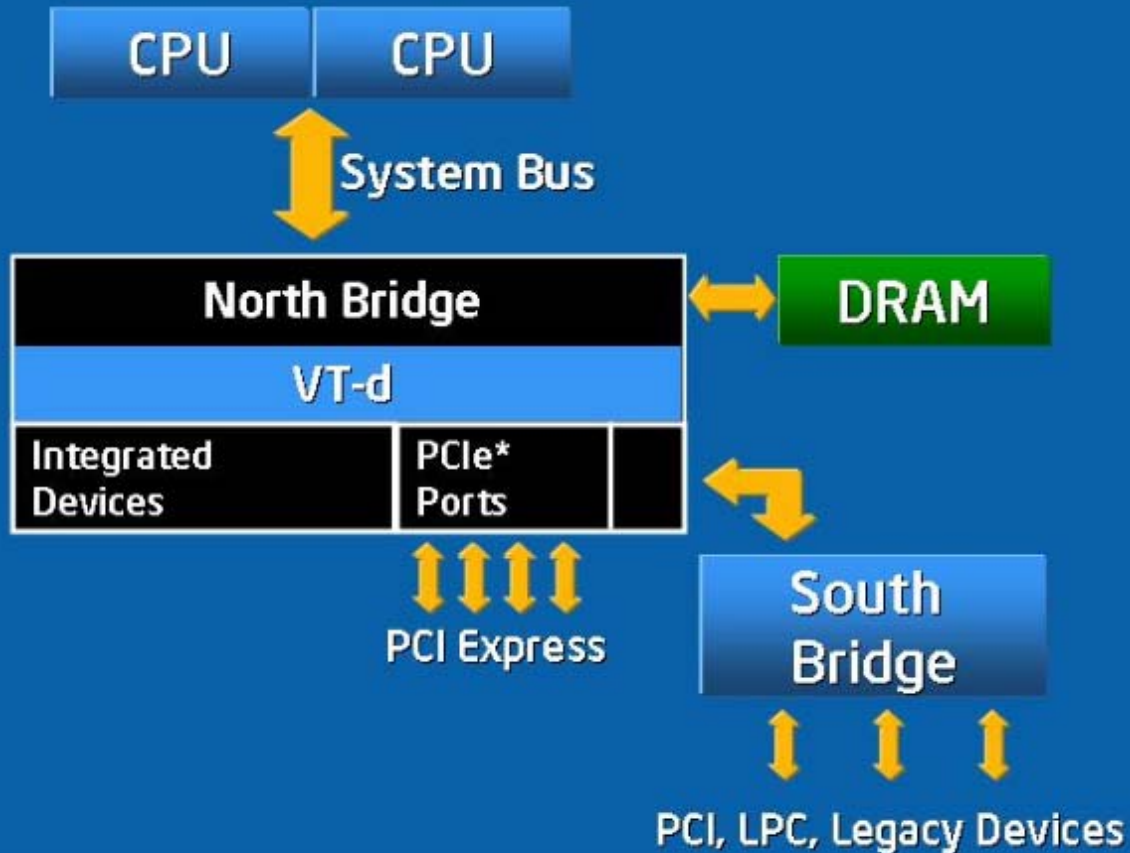 CPU CPU
System Bus
North Bridge
DRAM
VT-d
Integrated
Devices
PCIe*
Ports
PCI Express
South
Bridge
PCI, LPC, Legacy Devices